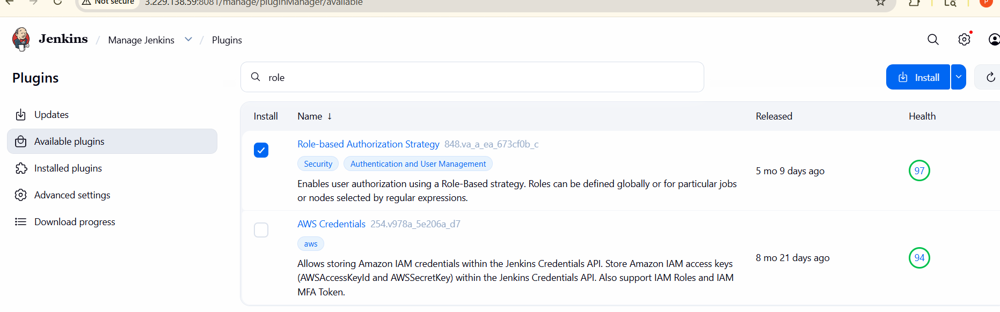 Not secure 3.229.138.59:8081/manage/pluginManager/available
P
Jenkins / Manage Jenkins / Plugins
Plugins
role
Install
Updates
Available plugins
Installed plugins
Advanced settings
Download progress
Install Name ↓ Released Health
Role-based Authorization Strategy 848.va_a_ea_673cf0b_c
Security Authentication and User Management
Enables user authorization using a Role-Based strategy. Roles can be defined globally or for particular jobs
or nodes selected by regular expressions.
5 mo 9 days ago
97
AWS Credentials 254.v978a_5e206a_d7
aws
Allows storing Amazon IAM credentials within the Jenkins Credentials API. Store Amazon IAM access keys
(AWSAccessKeyId and AWSSecretKey) within the Jenkins Credentials API. Also support IAM Roles and IAM
MFA Token.
8 mo 21 days ago
94